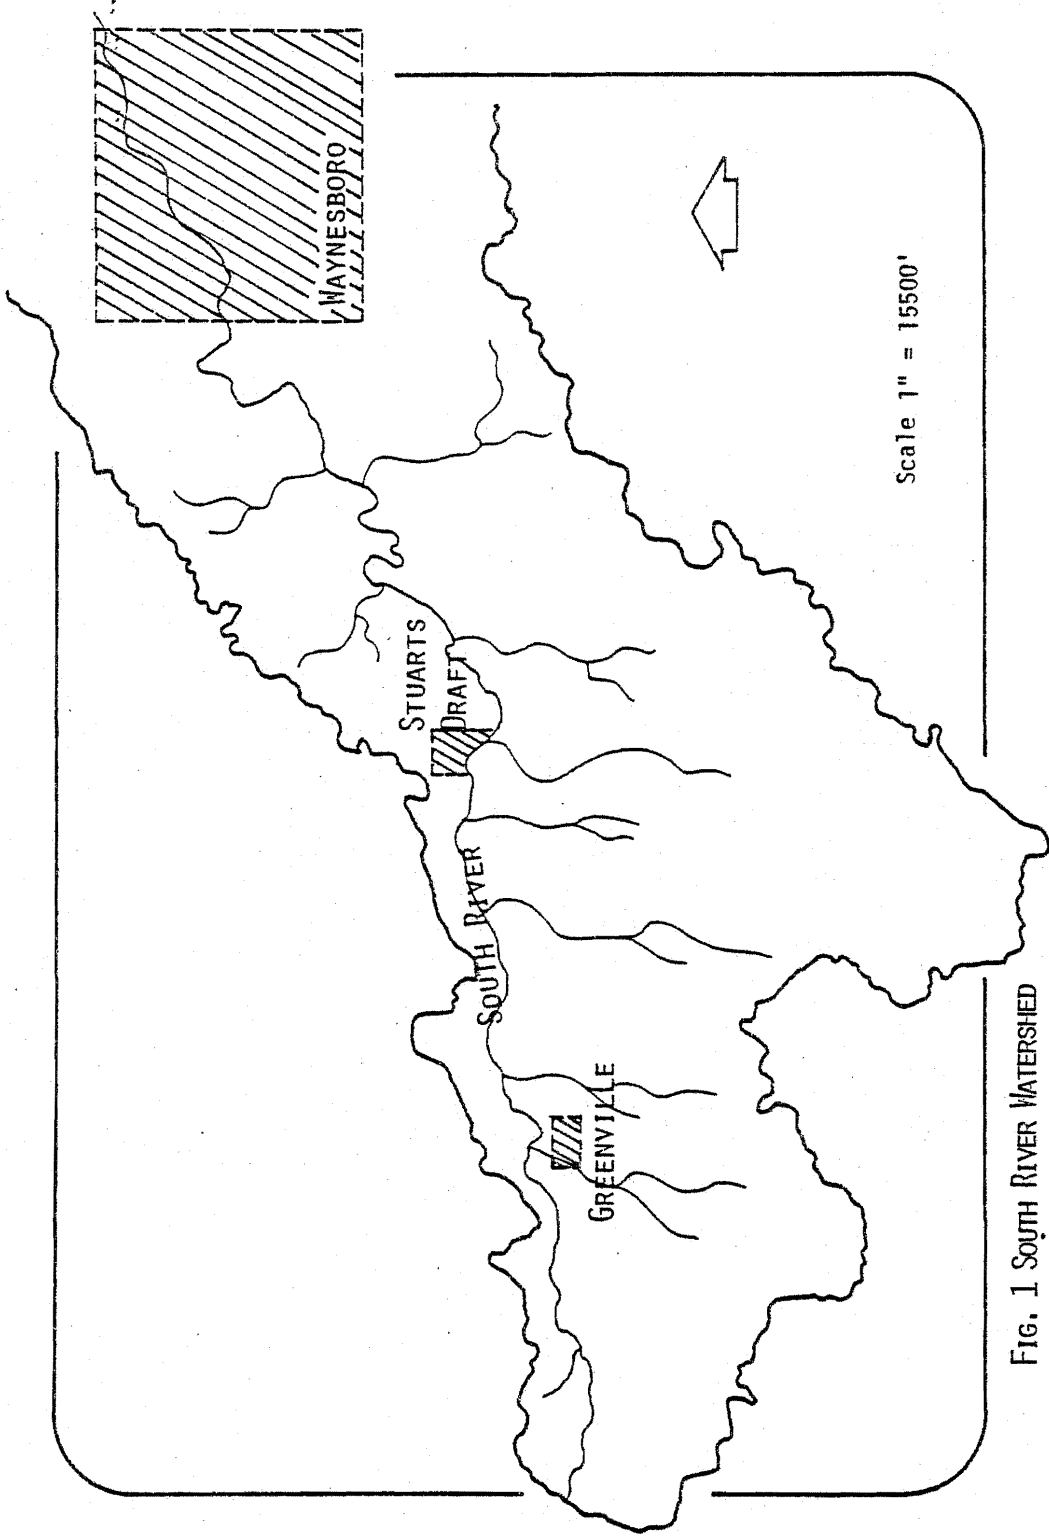 WAYNESBORO
STUARTS
DRAFT
SOUTH RIVER
GREENVILLE
Scale 1" = 15500'
FIG. 1 SOUTH RIVER WATERSHED